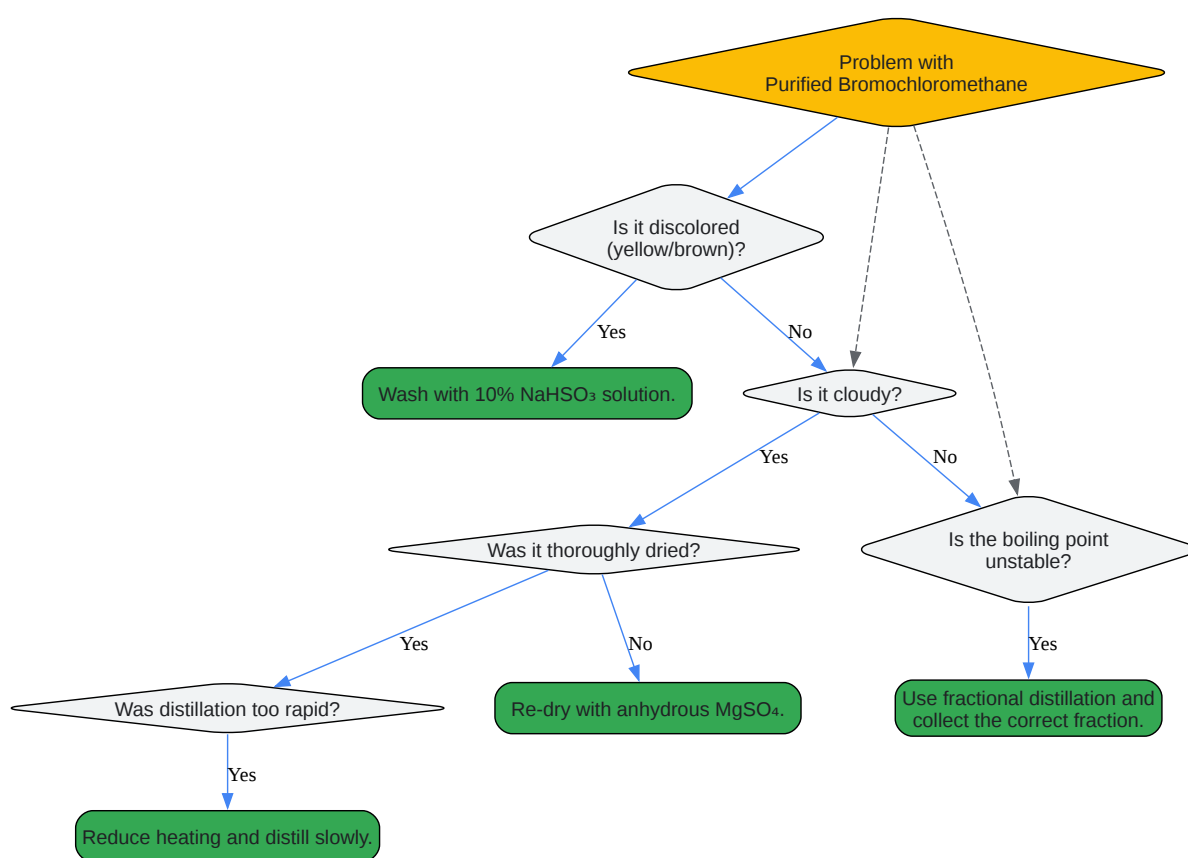 Problem with
Purified Bromochloromethane
Is it discolored
(yellow/brown)?
Yes
No
Wash with 10% NaHSO₃ solution.
Is it cloudy?
Yes
No
Was it thoroughly dried?
Is the boiling point
unstable?
Yes
No
Yes
Was distillation too rapid?
Re-dry with anhydrous MgSO₄.
Use fractional distillation and
collect the correct fraction.
Yes
Reduce heating and distill slowly.